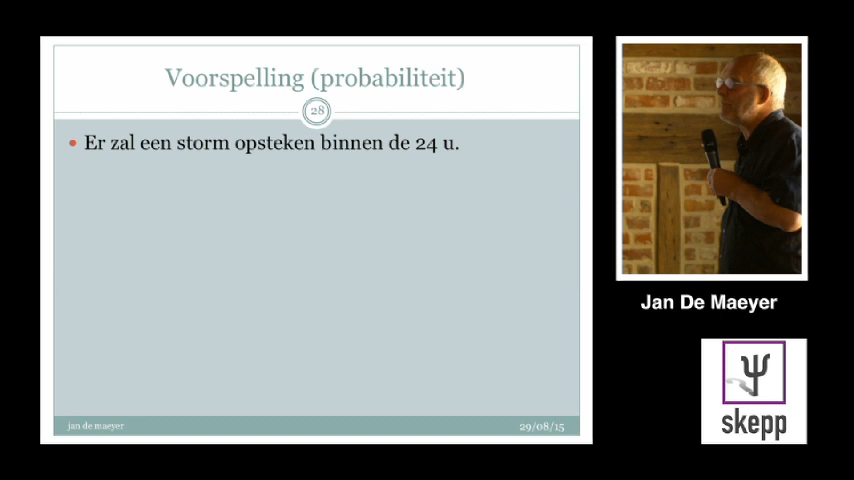 Voorspelling (probabiliteit)
28
Er zal een storm opsteken binnen de 24 u.
jan de maeyer
29/08/15
Jan De Maeyer
skepp